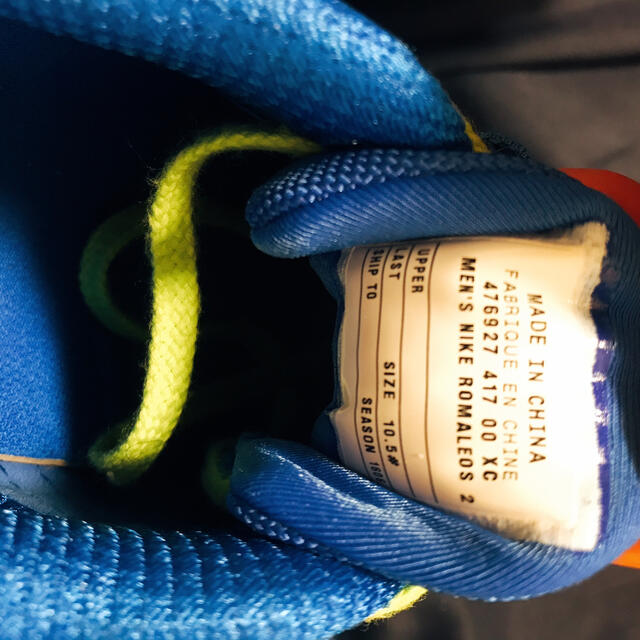 MADE IN CHINA
FABRIQUE EN CHINE
476927 417 00 XC
MEN'S NIKE ROMALEOS 2
UPPER
LAST SIZE 10.5#
SHIP TO SEASON